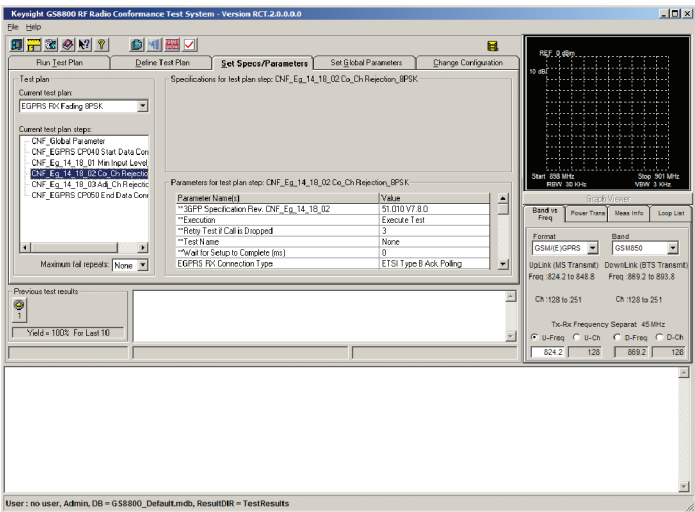 Keysight GS8800 RF Radio Conformance Test System - Version RCT.2.0.0.0.0
File Help
Run Test Plan
Define Test Plan
Set Specs/Parameters
Set Global Parameters
Change Configuration
Test plan
Current test plan:
EGPRS RX Fading 8PSK
Current test plan steps:
CNF_Global Parameter
CNF_EGPRS CP040 Start Data Con
CNF_Eg_14_18_01 Min Input Level_
CNF_Eg_14_18_02 Co_Ch Rejectio
CNF_Eg_14_18_03 Adj_Ch Rejectic
CNF_EGPRS CP050 End Data Conr
Maximum fail repeats: None
Specifications for test plan step: CNF_Eg_14_18_02 Co_Ch Rejection_8PSK
Parameters for test plan step: CNF_Eg_14_18_02 Co_Ch Rejection_8PSK
Parameter Name(s) Value
**3GPP Specification Rev. CNF_Eg_14_18_02 51.010 V7.8.0
**Execution Execute Test
**Retry Test if Call is Dropped 3
**Test Name None
**Wait for Setup to Complete (ms) 0
EGPRS RX Connection Type ETSI Type B Ack Polling
Previous test results
1
Yield = 100% For Last 10
REF 0 dBm
10 dB/
Start 898 MHz Stop 901 MHz
RBW 30 KHz VBW 3 KHz
Graph Viewer
Band vs Freq
Power Trans
Meas Info
Loop List
Format Band
GSM/(E)GPRS GSM850
UpLink (MS Transmit) DownLink (BTS Transmit)
Freq :824.2 to 848.8 Freq :869.2 to 893.8
Ch :128 to 251 Ch :128 to 251
Tx-Rx Frequency Separat. 45 MHz
U-Freq U-Ch D-Freq D-Ch
824.2 128 869.2 128
User : no user, Admin, DB = GS8800_Default.mdb, ResultDIR = TestResults